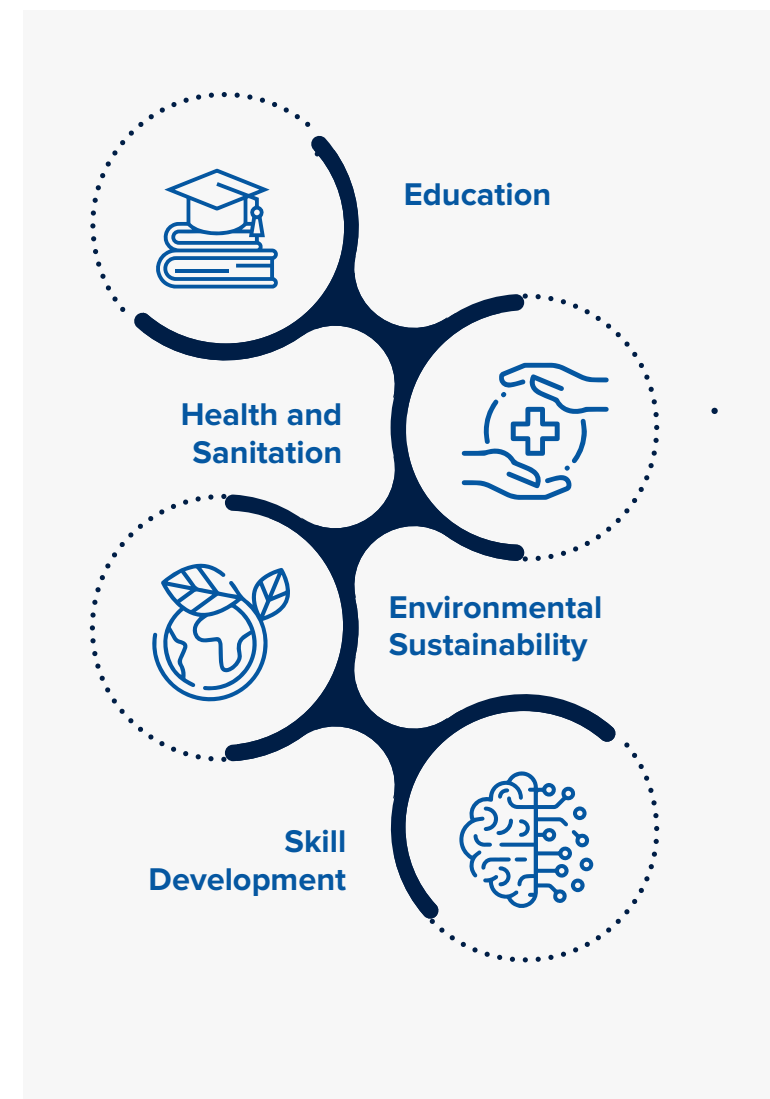 Education
Health and
Sanitation
Environmental
Sustainability
Skill
Development